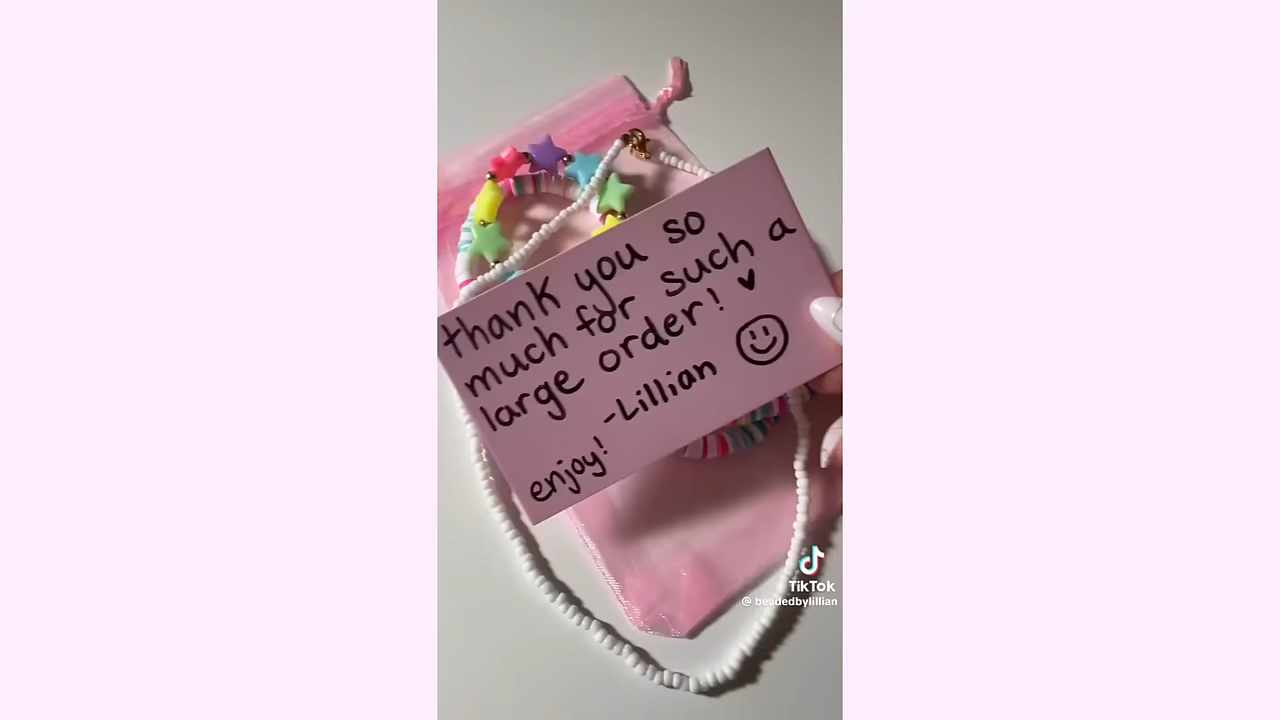 thank you so
much for such a
large order! ♥
-Lillian ☺
enjoy!
TikTok
@ beadedbylillian